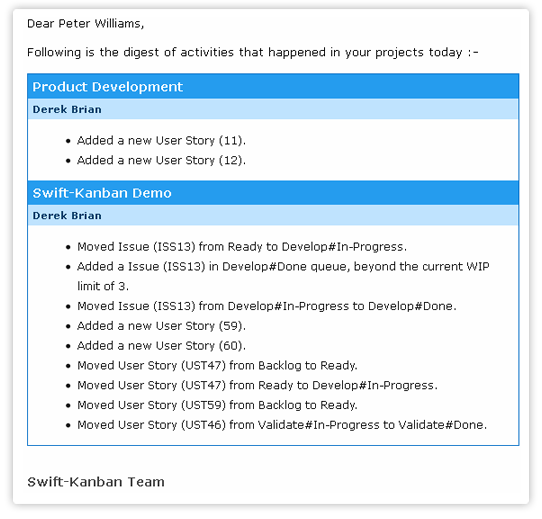 Dear Peter Williams,
Following is the digest of activities that happened in your projects today :-
Product Development
Derek Brian
• Added a new User Story (11).
• Added a new User Story (12).
Swift-Kanban Demo
Derek Brian
• Moved Issue (ISS13) from Ready to Develop#In-Progress.
• Added a Issue (ISS13) in Develop#Done queue, beyond the current WIP
limit of 3.
• Moved Issue (ISS13) from Develop#In-Progress to Develop#Done.
• Added a new User Story (59).
• Added a new User Story (60).
• Moved User Story (UST47) from Backlog to Ready.
• Moved User Story (UST47) from Ready to Develop#In-Progress.
• Moved User Story (UST59) from Backlog to Ready.
• Moved User Story (UST46) from Validate#In-Progress to Validate#Done.
Swift-Kanban Team